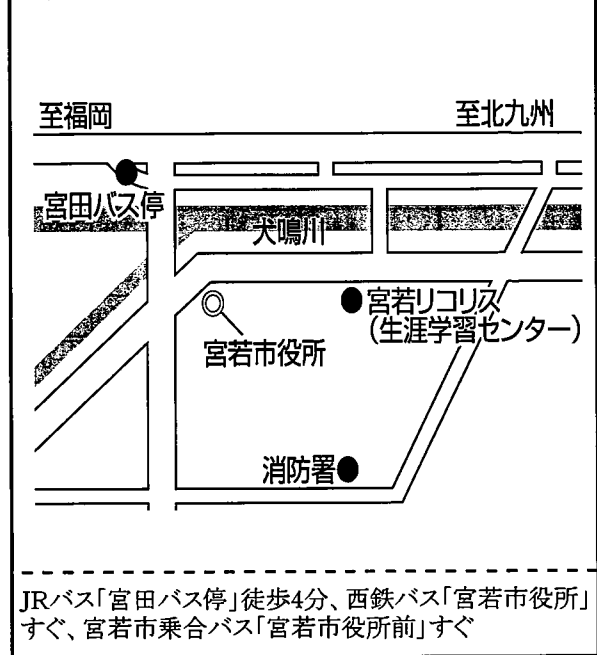 至福岡
至北九州
宮田バス停
犬鳴川
宮若リコリス
(生涯学習センター)
宮若市役所
消防署
JRバス「宮田バス停」徒歩4分、西鉄バス「宮若市役所」
すぐ、宮若市乗合バス「宮若市役所前」すぐ